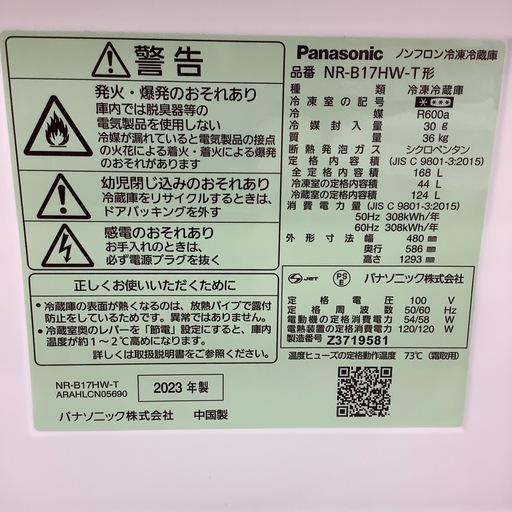 警告
発火・爆発のおそれあり
庫内では脱臭器等の
電気製品を使用しない
冷媒が漏れていると電気製品の接点
の火花による着火・着火による爆発
のおそれあり
幼児閉じ込みのおそれあり
冷蔵庫をリサイクルするときは、
ドアパッキングを外す
感電のおそれあり
お手入れのときは、
必ず電源プラグを抜く
正しくお使いいただくために
・冷蔵庫の表面が熱くなるのは、放熱パイプで露付
防止をしているためです。異常ではありません。
・冷蔵室奥のレバーを「節電」設定にすると、庫内
温度が約1～2℃高めになります。
詳しくは取扱説明書をご参照ください。
NR-B17HW-T
ARAHLCN05690
2023年製
パナソニック株式会社 中国製
Panasonic ノンフロン冷凍冷蔵庫
品番 NR-B17HW-T形
種類 冷凍冷蔵庫
冷凍室の記号 ****
冷媒 R600a
冷媒封入量 30 g
質量 36 kg
断熱発泡ガス シクロペンタン
定格内容積 (JIS C 9801-3:2015)
全定格内容積 168 L
冷凍室の定格内容積 44 L
冷蔵室の定格内容積 124 L
消費電力量 (JIS C 9801-3:2015)
50Hz 308kWh/年
60Hz 308kWh/年
外形寸法 幅 480 mm
奥行 586 mm
高さ 1293 mm
JET PSE パナソニック株式会社
定格電圧 100 V
定格周波数 50/60 Hz
電動機の定格消費電力 54/58 W
電熱装置の定格消費電力 120/120 W
製造番号 Z3719581
温度ヒューズの定格動作温度 73℃（霜取用）